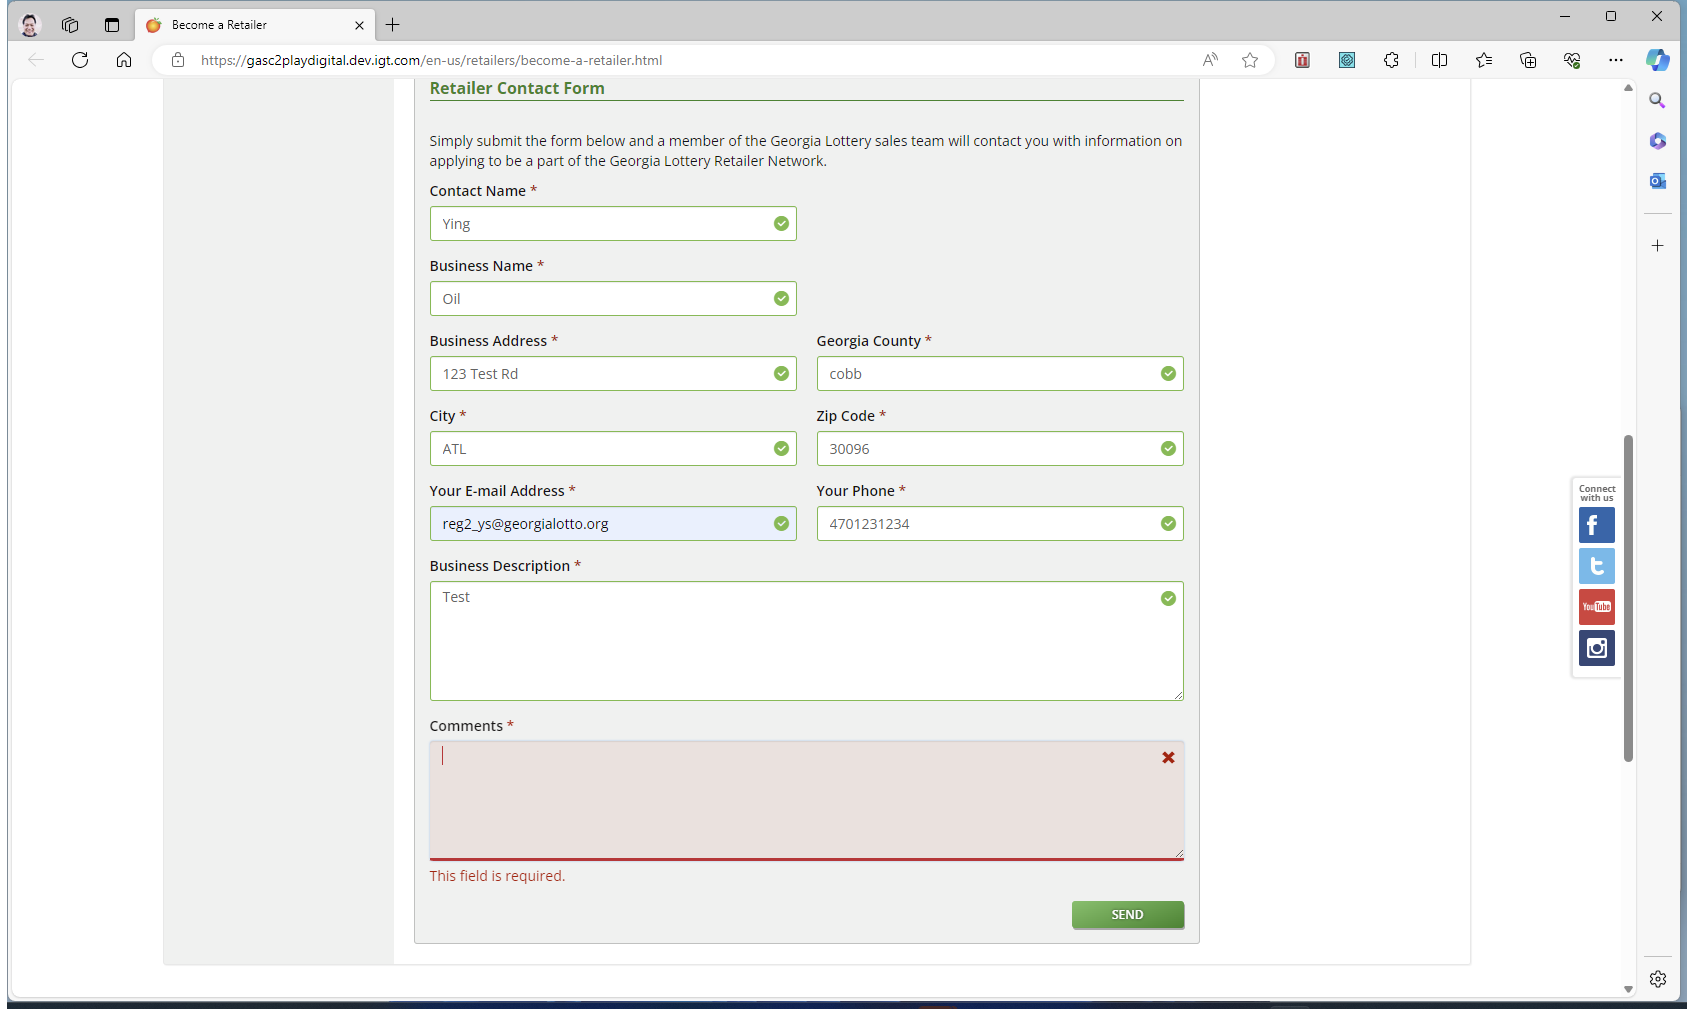 Become a Retailer
https://gasc2playdigital.dev.igt.com/en-us/retailers/become-a-retailer.html
Retailer Contact Form
Simply submit the form below and a member of the Georgia Lottery sales team will contact you with information on
applying to be a part of the Georgia Lottery Retailer Network.
Contact Name *
Ying
Business Name *
Oil
Business Address * Georgia County *
123 Test Rd cobb
City * Zip Code *
ATL 30096
Your E-mail Address * Your Phone *
reg2_ys@georgialotto.org 4701231234
Business Description *
Test
Comments *
This field is required.
SEND
Connect
with us
YouTube